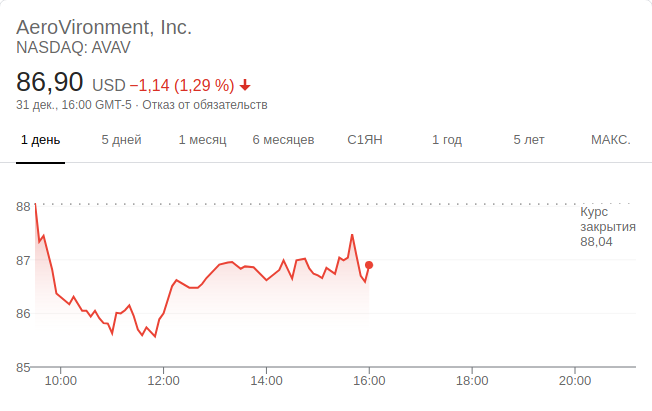 AeroVironment, Inc.
NASDAQ: AVAV
86,90 USD −1,14 (1,29 %)
31 дек., 16:00 GMT-5 · Отказ от обязательств
1 день 5 дней 1 месяц 6 месяцев С1ЯН 1 год 5 лет МАКС.
88
Курс
закрытия
88,04
87
86
85
10:00 12:00 14:00 16:00 18:00 20:00